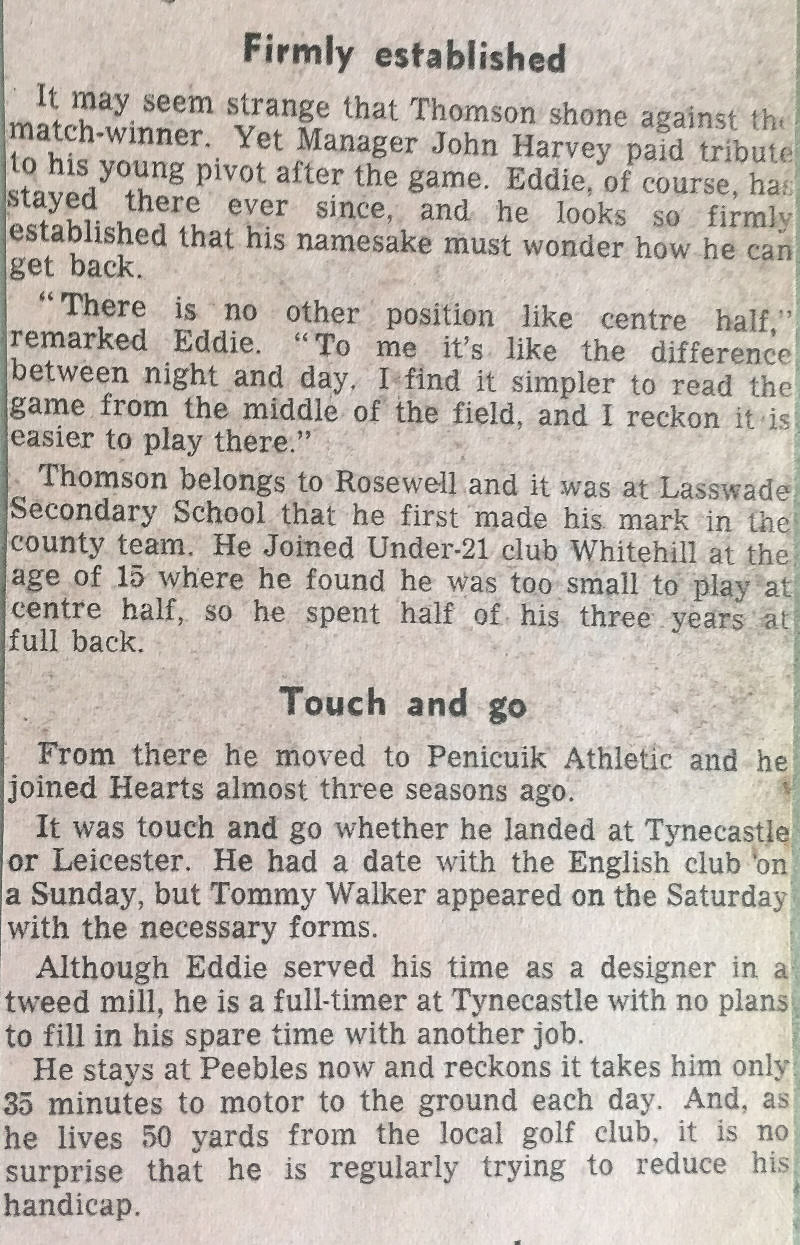 Firmly established
It may seem strange that Thomson shone against the
match-winner. Yet Manager John Harvey paid tribute
to his young pivot after the game. Eddie, of course, has
stayed there ever since, and he looks so firmly
established that his namesake must wonder how he can
get back.
“There is no other position like centre half,”
remarked Eddie. “To me it's like the difference
between night and day. I find it simpler to read the
game from the middle of the field, and I reckon it is
easier to play there.”
Thomson belongs to Rosewell and it was at Lasswade
Secondary School that he first made his mark in the
county team. He Joined Under-21 club Whitehill at the
age of 15 where he found he was too small to play at
centre half, so he spent half of his three years at
full back.
Touch and go
From there he moved to Penicuik Athletic and he
joined Hearts almost three seasons ago.
It was touch and go whether he landed at Tynecastle
or Leicester. He had a date with the English club on
a Sunday, but Tommy Walker appeared on the Saturday
with the necessary forms.
Although Eddie served his time as a designer in a
tweed mill, he is a full-timer at Tynecastle with no plans
to fill in his spare time with another job.
He stays at Peebles now and reckons it takes him only
35 minutes to motor to the ground each day. And, as
he lives 50 yards from the local golf club, it is no
surprise that he is regularly trying to reduce his
handicap.